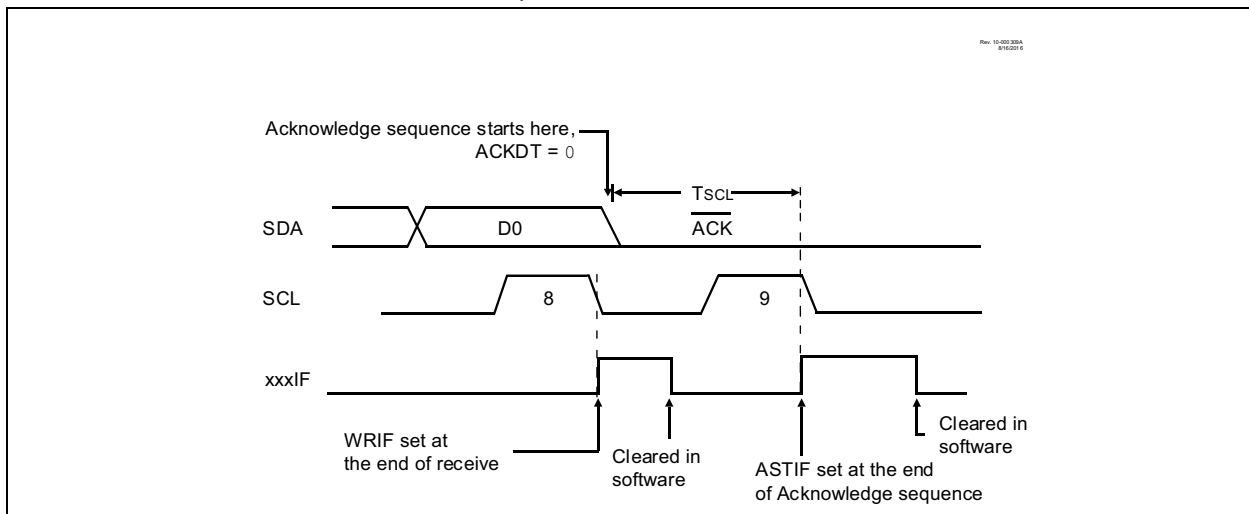 Rev. 10-000309A
8/16/2016
Acknowledge sequence starts here,
ACKDT = 0
TSCL
SDA
D0
ACK
SCL
8
9
xxxIF
WRIF set at
the end of receive
Cleared in
software
ASTIF set at the end
of Acknowledge sequence
Cleared in
software